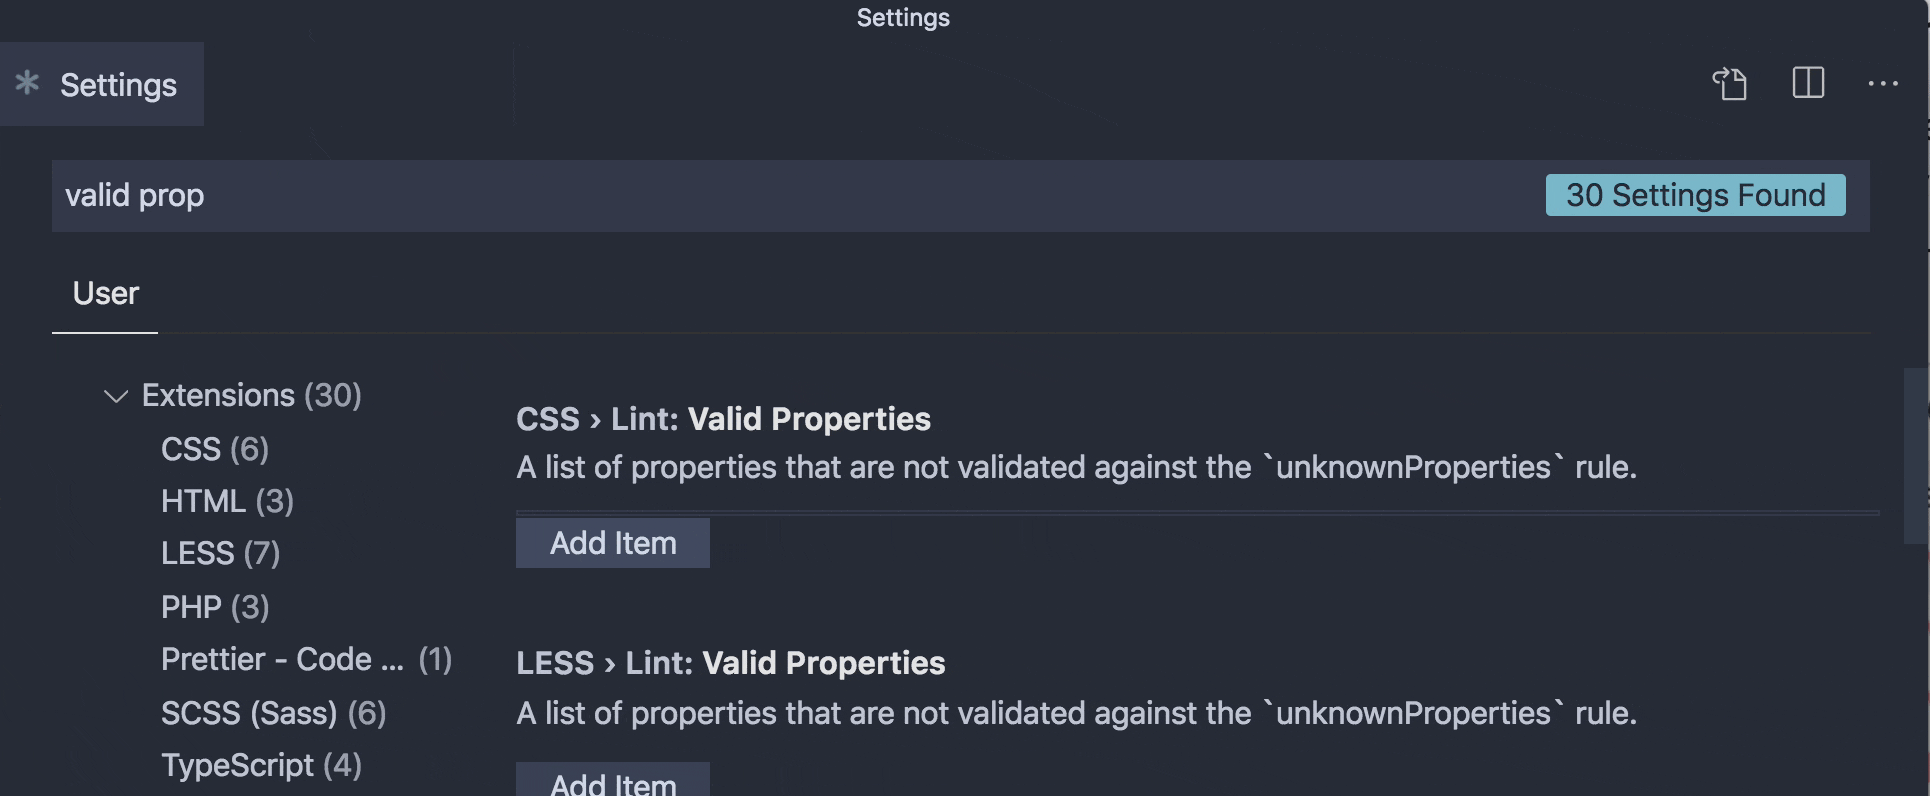 Settings
Settings
valid prop
30 Settings Found
User
Extensions (30)
CSS (6)
HTML (3)
LESS (7)
PHP (3)
Prettier - Code ... (1)
SCSS (Sass) (6)
TypeScript (4)
CSS › Lint: Valid Properties
A list of properties that are not validated against the `unknownProperties` rule.
Add Item
LESS › Lint: Valid Properties
A list of properties that are not validated against the `unknownProperties` rule.
Add Item